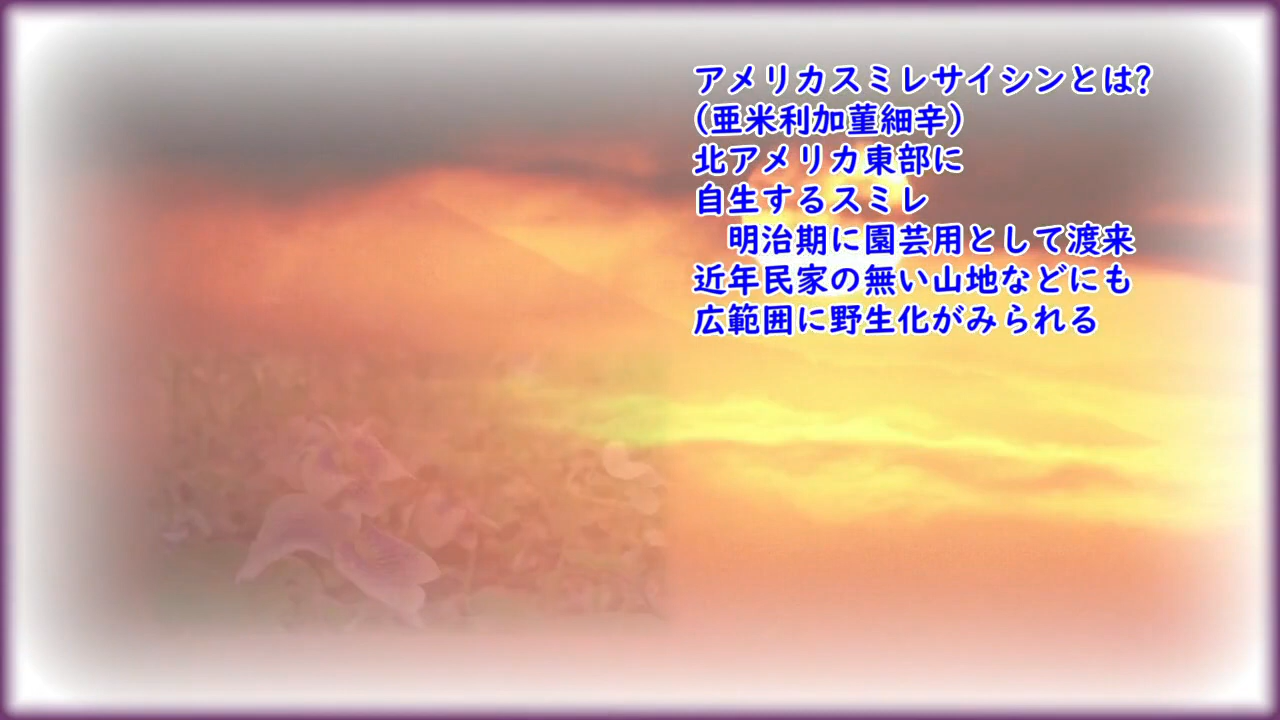 アメリカスミレサイシンとは?
(亜米利加菫細辛)
北アメリカ東部に
自生するスミレ
　明治期に園芸用として渡来
近年民家の無い山地などにも
広範囲に野生化がみられる